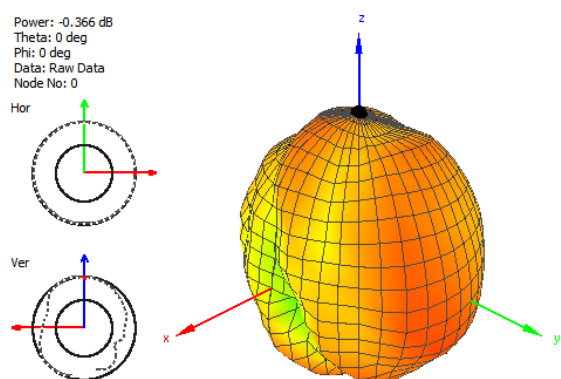 Power: -0.366 dB
Theta: 0 deg
Phi: 0 deg
Data: Raw Data
Node No: 0
Hor
Ver
z
x
y